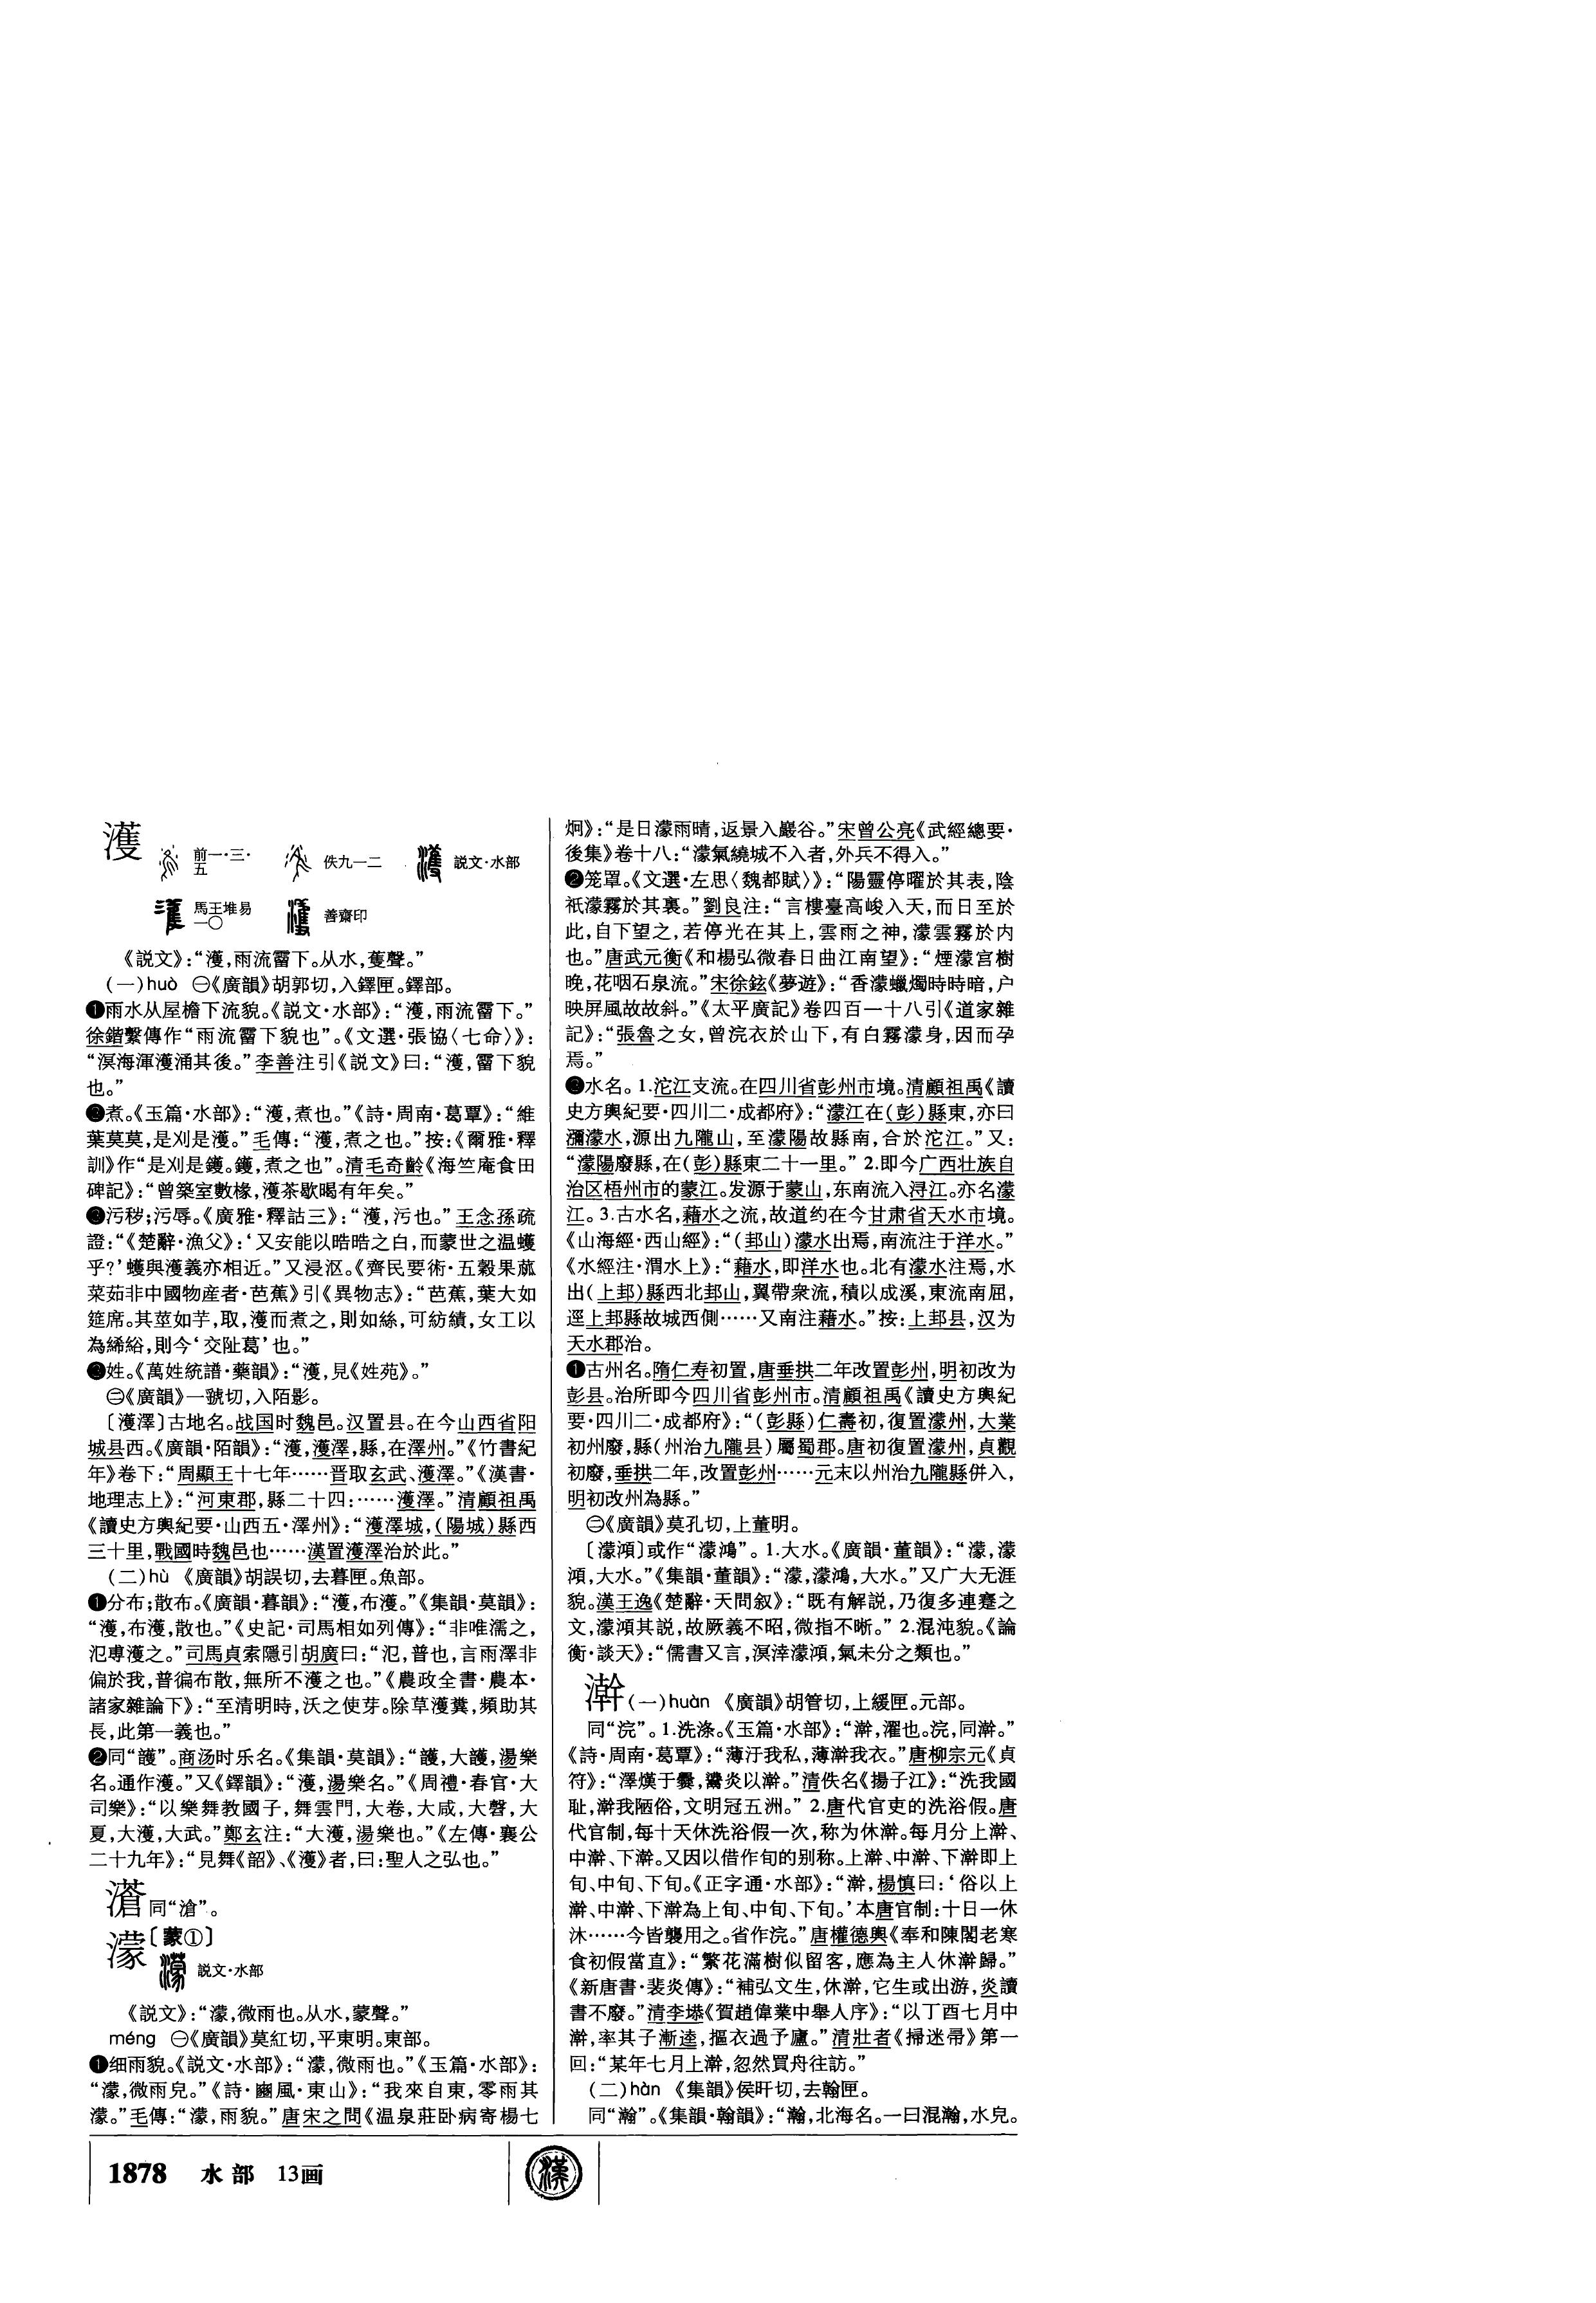 濩
前一·三·五
佚九一二
説文·水部
馬王堆易一〇
善齋印
《説文》：“濩，雨流霤下。从水，蒦聲。”
（一）huò ㊀《廣韻》胡郭切，入鐸匣。鐸部。
❶雨水从屋檐下流貌。《説文·水部》：“濩，雨流霤下。”
徐鍇繫傳作“雨流霤下貌也”。《文選·張協〈七命〉》：
“溟海渾濩涌其後。”李善注引《説文》曰：“濩，霤下貌
也。”
❷煮。《玉篇·水部》：“濩，煮也。”《詩·周南·葛覃》：“維
葉莫莫，是刈是濩。”毛傳：“濩，煮之也。”按：《爾雅·釋
訓》作“是刈是鑊。鑊，煮之也”。清毛奇齡《海竺庵食田
碑記》：“曾築室數椽，濩茶歇暍有年矣。”
❸污秽；污辱。《廣雅·釋詁三》：“濩，污也。”王念孫疏
證：“《楚辭·漁父》：‘又安能以晧晧之白，而蒙世之温蠖
乎？’蠖與濩義亦相近。”又浸沤。《齊民要術·五穀果蓏
菜茹非中國物産者·芭蕉》引《異物志》：“芭蕉，葉大如
筵席。其莖如芋，取，濩而煮之，則如絲，可紡績，女工以
為絺綌，則今‘交阯葛’也。”
❷姓。《萬姓統譜·藥韻》：“濩，見《姓苑》。”
㊁《廣韻》一虢切，入陌影。
〔濩澤〕古地名。战国时魏邑。汉置县。在今山西省阳
城县西。《廣韻·陌韻》：“濩，濩澤，縣，在澤州。”《竹書紀
年》卷下：“周顯王十七年……晋取玄武、濩澤。”《漢書·
地理志上》：“河東郡，縣二十四：……濩澤。”清顧祖禹
《讀史方輿紀要·山西五·澤州》：“濩澤城，（陽城）縣西
三十里，戰國時魏邑也……漢置濩澤治於此。”
（二）hù 《廣韻》胡誤切，去暮匣。魚部。
❶分布；散布。《廣韻·暮韻》：“濩，布濩。”《集韻·莫韻》：
“濩，布濩，散也。”《史記·司馬相如列傳》：“非唯濡之，
氾尃濩之。”司馬貞索隱引胡廣曰：“氾，普也，言雨澤非
偏於我，普徧布散，無所不濩之也。”《農政全書·農本·
諸家雜論下》：“至清明時，沃之使芽。除草濩糞，頻助其
長，此第一義也。”
❷同“頀”。商汤时乐名。《集韻·莫韻》：“頀，大頀，湯樂
名。通作濩。”又《鐸韻》：“濩，湯樂名。”《周禮·春官·大
司樂》：“以樂舞教國子，舞雲門，大卷，大咸，大磬，大
夏，大濩，大武。”鄭玄注：“大濩，湯樂也。”《左傳·襄公
二十九年》：“見舞《韶》、《濩》者，曰：聖人之弘也。”
濸同“滄”。
濛〔蒙①〕
説文·水部
《説文》：“濛，微雨也。从水，蒙聲。”
méng ㊀《廣韻》莫紅切，平東明。東部。
❶细雨貌。《説文·水部》：“濛，微雨也。”《玉篇·水部》：
“濛，微雨皃。”《詩·豳風·東山》：“我來自東，零雨其
濛。”毛傳：“濛，雨貌。”唐宋之問《温泉莊卧病寄楊七
炯》：“是日濛雨晴，返景入巖谷。”宋曾公亮《武經總要·
後集》卷十八：“濛氣繞城不入者，外兵不得入。”
❷笼罩。《文選·左思〈魏都賦〉》：“陽靈停曜於其表，陰
祇濛霧於其裏。”劉良注：“言樓臺高峻入天，而日至於
此，自下望之，若停光在其上，雲雨之神，濛雲霧於内
也。”唐武元衡《和楊弘微春日曲江南望》：“煙濛宫樹
晚，花咽石泉流。”宋徐鉉《夢遊》：“香濛蠟燭時時暗，户
映屏風故故斜。”《太平廣記》卷四百一十八引《道家雜
記》：“張魯之女，曾浣衣於山下，有白霧濛身，因而孕
焉。”
❸水名。1.沱江支流。在四川省彭州市境。清顧祖禹《讀
史方輿紀要·四川二·成都府》：“濛江在（彭）縣東，亦曰
瀰濛水，源出九隴山，至濛陽故縣南，合於沱江。”又：
“濛陽廢縣，在（彭）縣東二十一里。” 2.即今广西壮族自
治区梧州市的蒙江。发源于蒙山，东南流入浔江。亦名濛
江。3.古水名，藉水之流，故道约在今甘肃省天水市境。
《山海經·西山經》：“（邽山）濛水出焉，南流注于洋水。”
《水經注·渭水上》：“藉水，即洋水也。北有濛水注焉，水
出（上邽）縣西北邽山，翼帶衆流，積以成溪，東流南屈，
逕上邽縣故城西側……又南注藉水。”按：上邽县，汉为
天水郡治。
❶古州名。隋仁寿初置，唐垂拱二年改置彭州，明初改为
彭县。治所即今四川省彭州市。清顧祖禹《讀史方輿紀
要·四川二·成都府》：“（彭縣）仁壽初，復置濛州，大業
初州廢，縣（州治九隴县）屬蜀郡。唐初復置濛州，貞觀
初廢，垂拱二年，改置彭州……元末以州治九隴縣併入，
明初改州為縣。”
㊁《廣韻》莫孔切，上董明。
〔濛澒〕或作“濛鴻”。1.大水。《廣韻·董韻》：“濛，濛
澒，大水。”《集韻·董韻》：“濛，濛鴻，大水。”又广大无涯
貌。漢王逸《楚辭·天問叙》：“既有解説，乃復多連蹇之
文，濛澒其説，故厥義不昭，微指不晰。” 2.混沌貌。《論
衡·談天》：“儒書又言，溟涬濛澒，氣未分之類也。”
澣（一）huàn 《廣韻》胡管切，上緩匣。元部。
同“浣”。1.洗涤。《玉篇·水部》：“澣，濯也。浣，同澣。”
《詩·周南·葛覃》：“薄汙我私，薄澣我衣。”唐柳宗元《貞
符》：“澤熯于爨，灊炎以澣。”清佚名《揚子江》：“洗我國
耻，澣我陋俗，文明冠五洲。” 2.唐代官吏的洗浴假。唐
代官制，每十天休洗浴假一次，称为休澣。每月分上澣、
中澣、下澣。又因以借作旬的别称。上澣、中澣、下澣即上
旬、中旬、下旬。《正字通·水部》：“澣，楊慎曰：‘俗以上
澣、中澣、下澣為上旬、中旬、下旬。’本唐官制：十日一休
沐……今皆襲用之。省作浣。”唐權德輿《奉和陳閣老寒
食初假當直》：“繁花滿樹似留客，應為主人休澣歸。”
《新唐書·裴炎傳》：“補弘文生，休澣，它生或出游，炎讀
書不廢。”清李塨《賀趙偉業中舉人序》：“以丁酉七月中
澣，率其子漸逵，摳衣過予廬。”清壯者《掃迷帚》第一
回：“某年七月上澣，忽然買舟往訪。”
（二）hàn 《集韻》侯旰切，去翰匣。
同“瀚”。《集韻·翰韻》：“瀚，北海名。一曰混瀚，水皃。
1878 水部 13画
漢